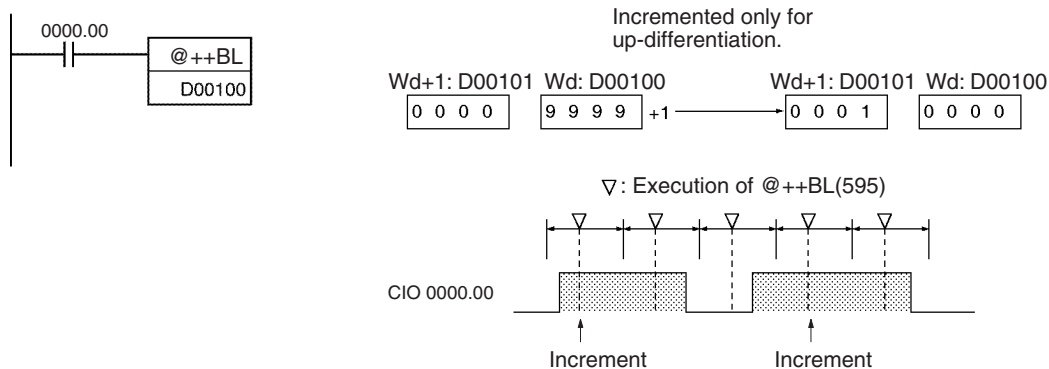 0000.00
@++BL
D00100
Incremented only for
up-differentiation.
Wd+1: D00101 Wd: D00100 Wd+1: D00101 Wd: D00100
0 0 0 0 9 9 9 9 +1 0 0 0 1 0 0 0 0
▽: Execution of @++BL(595)
CIO 0000.00
Increment Increment